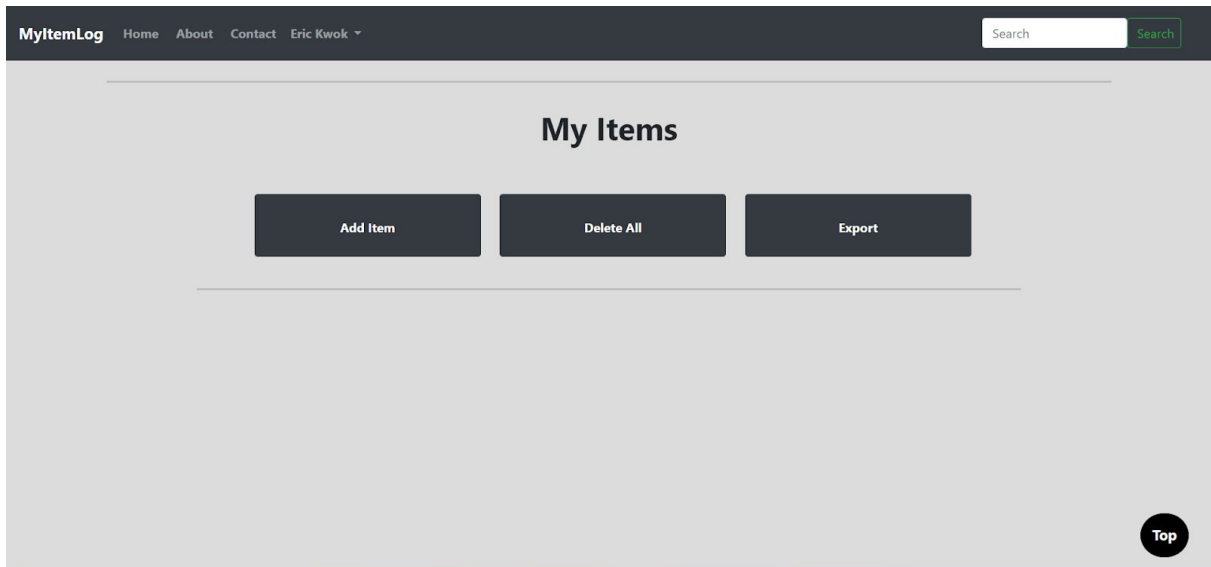 MyItemLog Home About Contact Eric Kwok Search Search
My Items
Add Item Delete All Export
Top